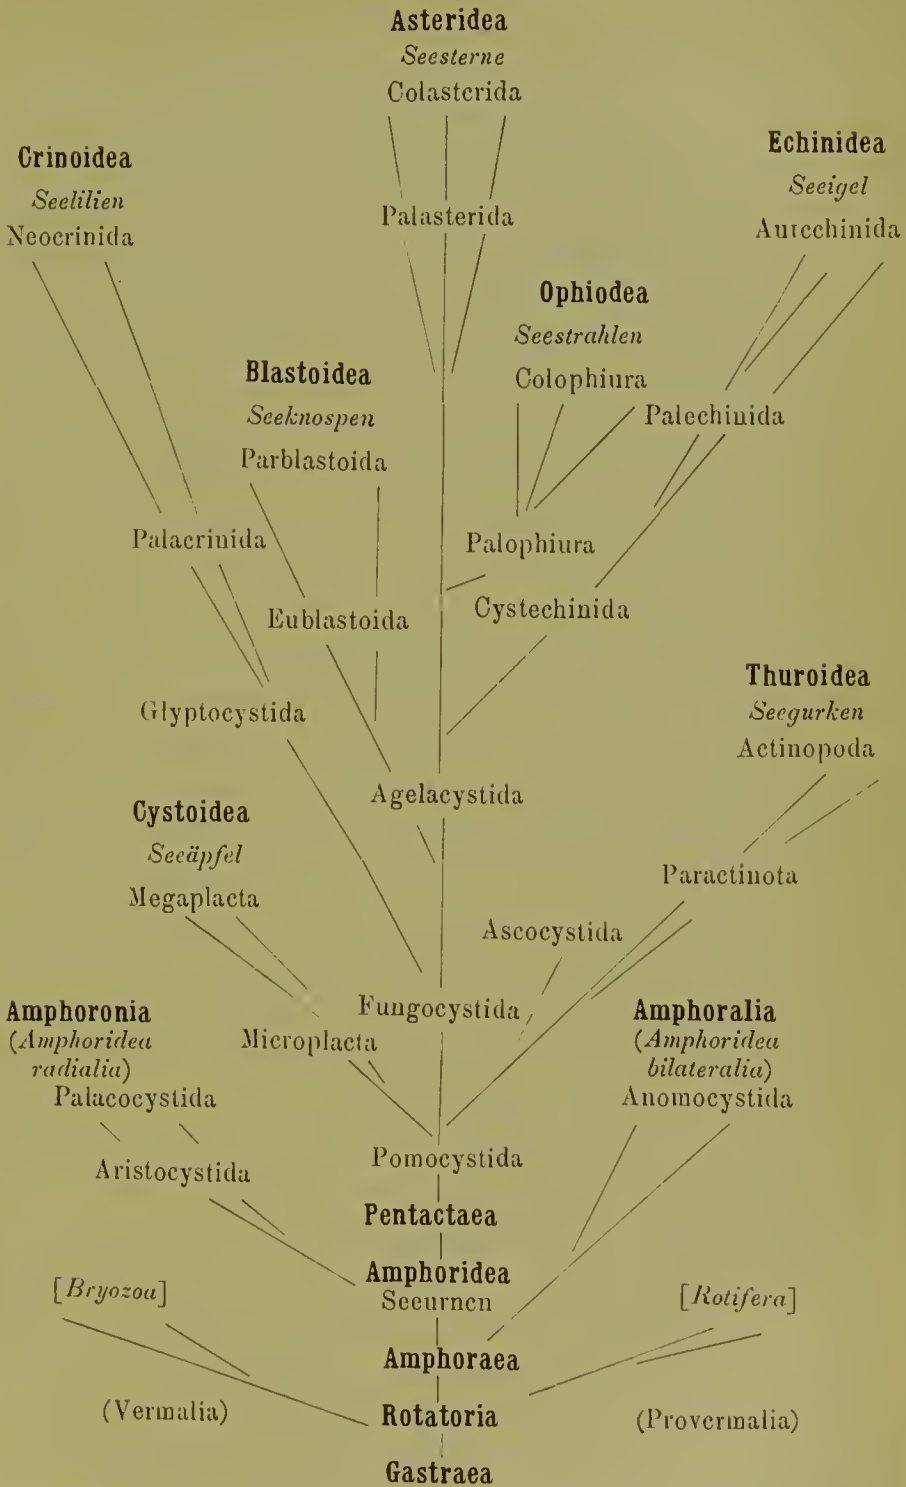 Asteridea
Seesterne
Colasterida
Crinoidea
Seelilien
Neocrinida
Echinidea
Seeigel
Autechinida
Palasterida
Ophiodea
Seestrahlen
Colophiura
Blastoidea
Seeknospen
Parblastoida
Palechinida
Palacrinida
Palophiura
Eublastoida
Cystechinida
Glyptocystida
Thuroidea
Seegurken
Actinopoda
Agelacystida
Cystoidea
Seeäpfel
Megaplacta
Paractinota
Ascocystida
Fungocystida
Microplacta
Amphoronia
(Amphoridea
radialia)
Palaeocystida
Amphoralia
(Amphoridea
bilateralia)
Anomocystida
Aristocystida
Pomocystida
Pentactaea
Amphoridea
Seeurnen
[Bryozoa]
[Rotifera]
Amphoraea
(Vermalia)
Rotatoria
(Provermalia)
Gastraea